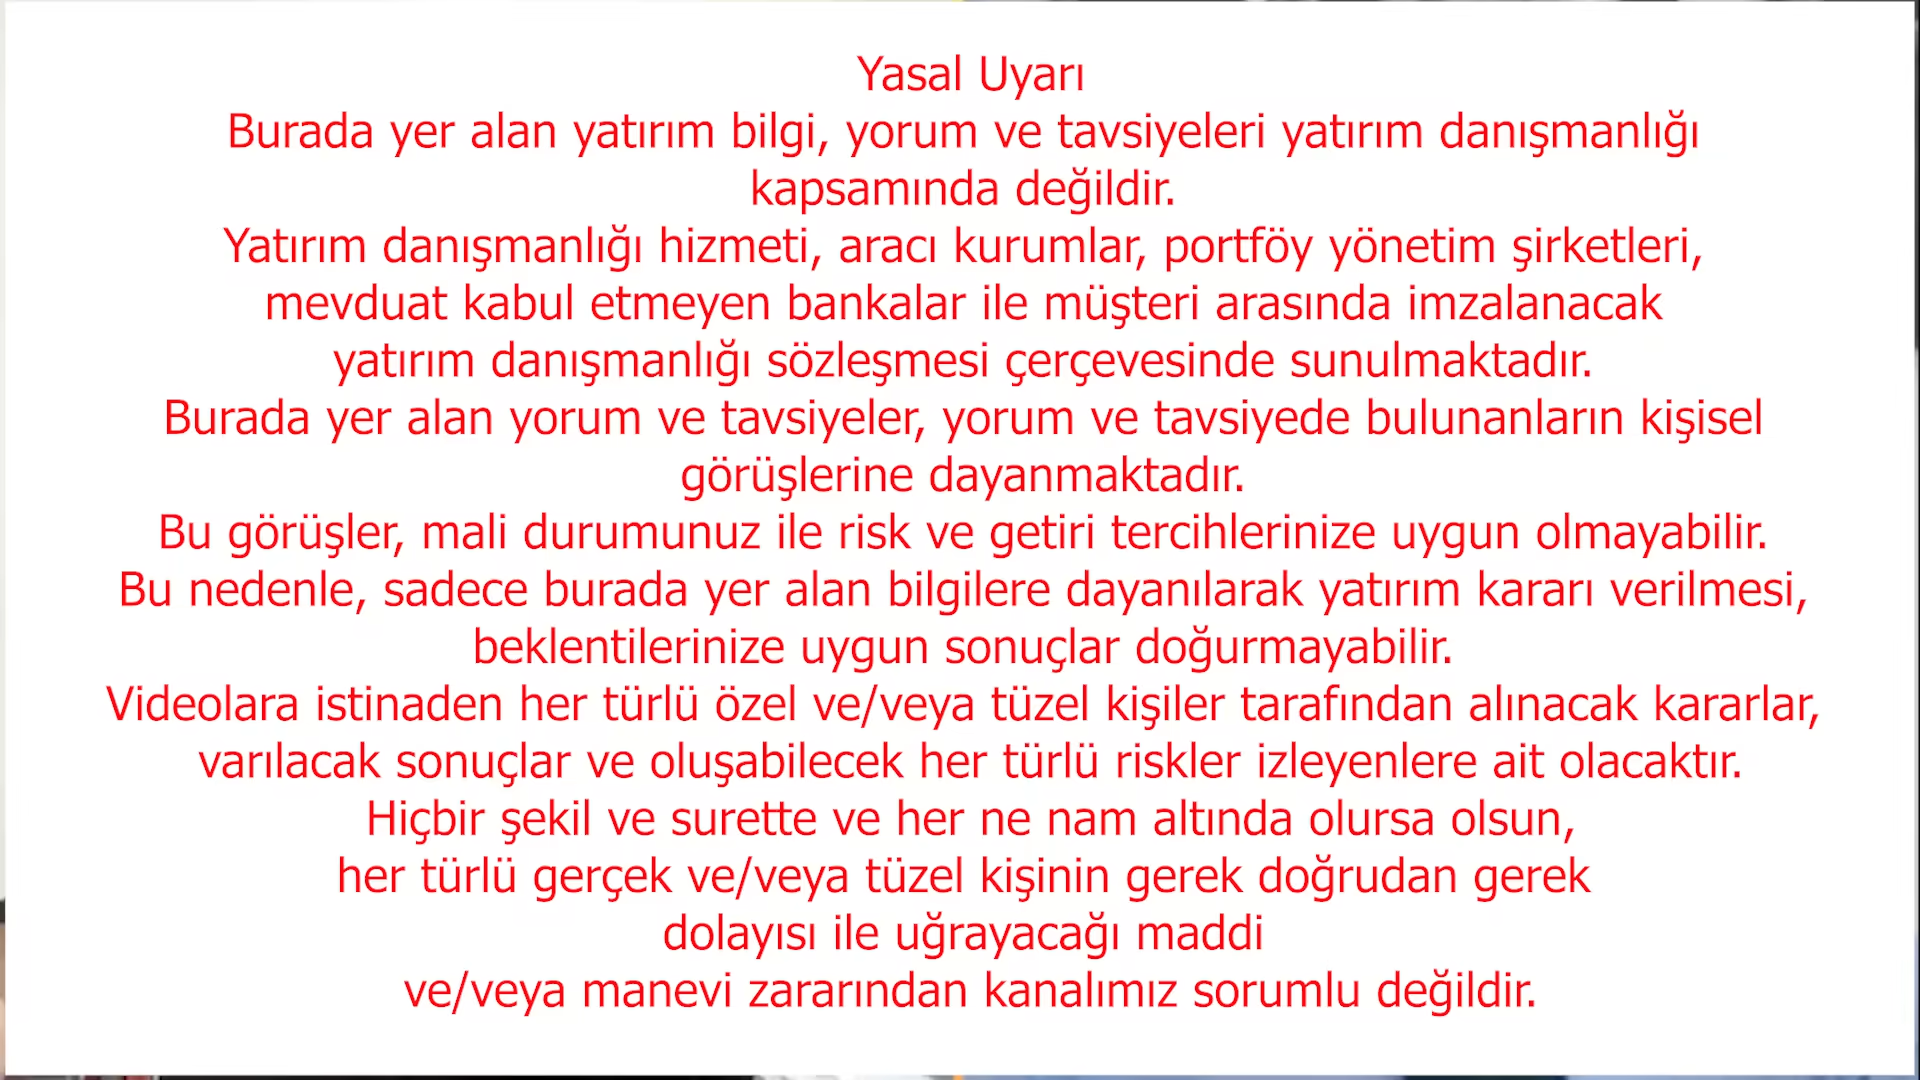 Yasal Uyarı
Burada yer alan yatırım bilgi, yorum ve tavsiyeleri yatırım danışmanlığı
kapsamında değildir.
Yatırım danışmanlığı hizmeti, aracı kurumlar, portföy yönetim şirketleri,
mevduat kabul etmeyen bankalar ile müşteri arasında imzalanacak
yatırım danışmanlığı sözleşmesi çerçevesinde sunulmaktadır.
Burada yer alan yorum ve tavsiyeler, yorum ve tavsiyede bulunanların kişisel
görüşlerine dayanmaktadır.
Bu görüşler, mali durumunuz ile risk ve getiri tercihlerinize uygun olmayabilir.
Bu nedenle, sadece burada yer alan bilgilere dayanılarak yatırım kararı verilmesi,
beklentilerinize uygun sonuçlar doğurmayabilir.
Videolara istinaden her türlü özel ve/veya tüzel kişiler tarafından alınacak kararlar,
varılacak sonuçlar ve oluşabilecek her türlü riskler izleyenlere ait olacaktır.
Hiçbir şekil ve surette ve her ne nam altında olursa olsun,
her türlü gerçek ve/veya tüzel kişinin gerek doğrudan gerek
dolayısı ile uğrayacağı maddi
ve/veya manevi zararından kanalımız sorumlu değildir.